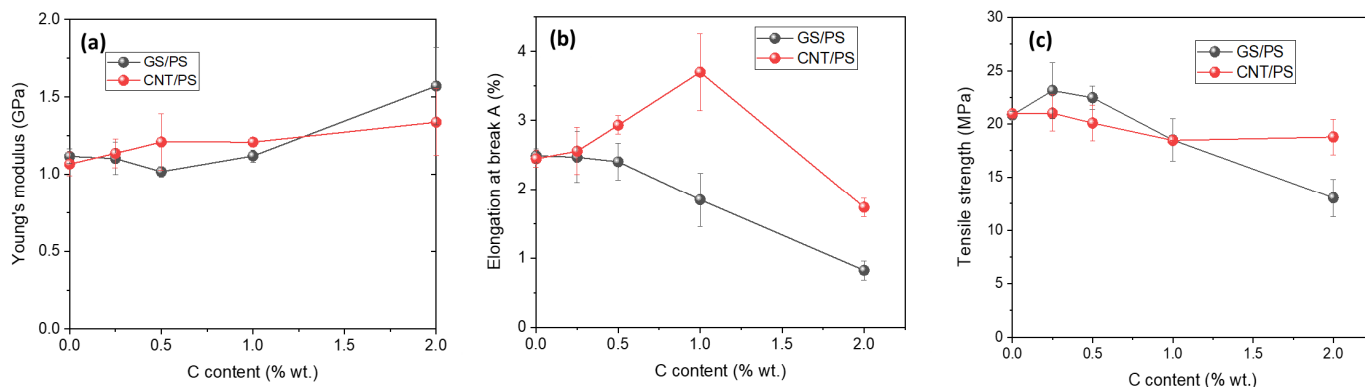 (a)
GS/PS
CNT/PS
Young's modulus (GPa)
2.0
1.5
1.0
0.5
0.0
0.0 0.5 1.0 1.5 2.0
C content (% wt.)
(b)
GS/PS
CNT/PS
Elongation at break A (%)
4
3
2
1
0
0.0 0.5 1.0 1.5 2.0
C content (% wt.)
(c)
GS/PS
CNT/PS
Tensile strength (MPa)
30
25
20
15
10
5
0
0.0 0.5 1.0 1.5 2.0
C content (% wt.)